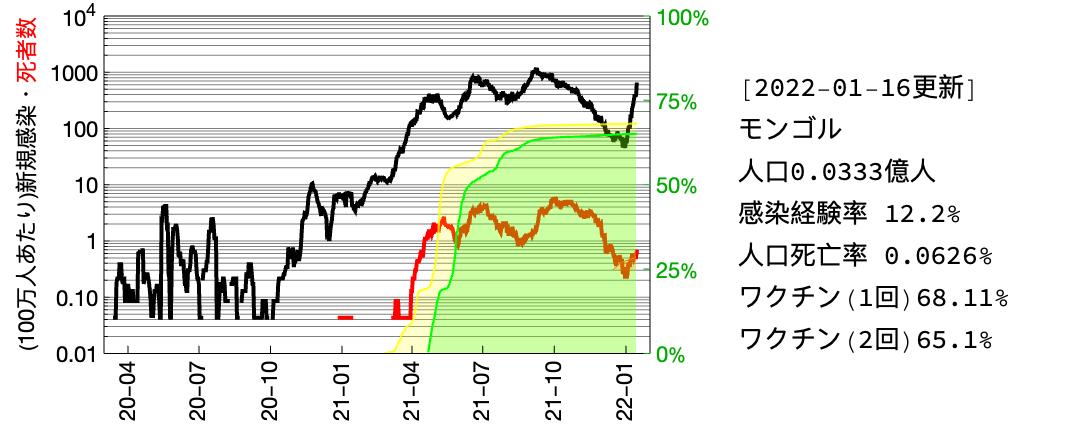 (100万人あたり)新規感染・死者数
10⁴
1000
100
10
1
0.10
0.01
100%
75%
50%
25%
0%
20−04
20−07
20−10
21−01
21−04
21−07
21−10
22−01
[2022−01−16更新]
モンゴル
人口0.0333億人
感染経験率 12.2%
人口死亡率 0.0626%
ワクチン(1回)68.11%
ワクチン(2回)65.1%